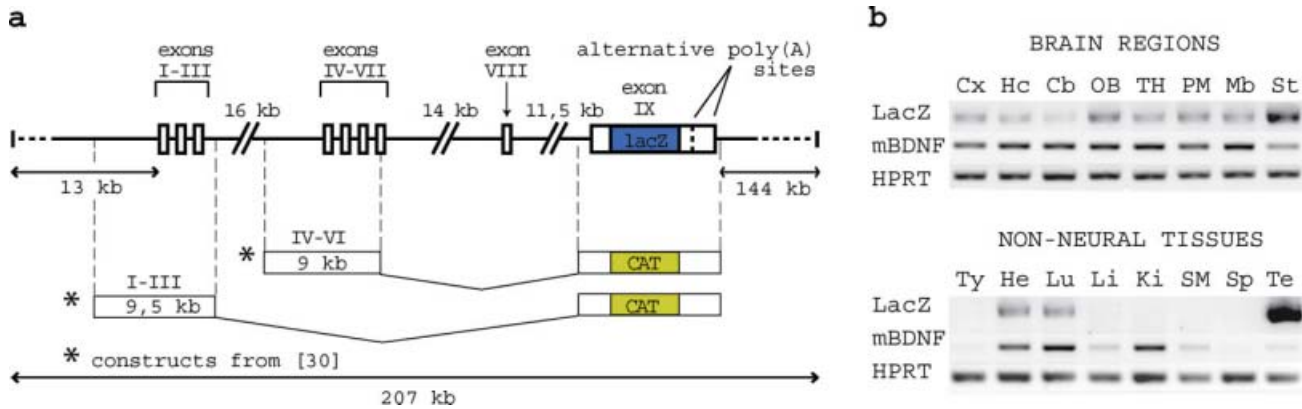 a
exons
I-III
exons
IV-VII
exon
VIII
alternative poly(A)
sites
exon
IX
16 kb
14 kb
11,5 kb
lacZ
13 kb
144 kb
IV-VI
* 9 kb
CAT
I-III
* 9,5 kb
CAT
* constructs from [30]
207 kb
b
BRAIN REGIONS
Cx Hc Cb OB TH PM Mb St
LacZ
mBDNF
HPRT
NON-NEURAL TISSUES
Ty He Lu Li Ki SM Sp Te
LacZ
mBDNF
HPRT